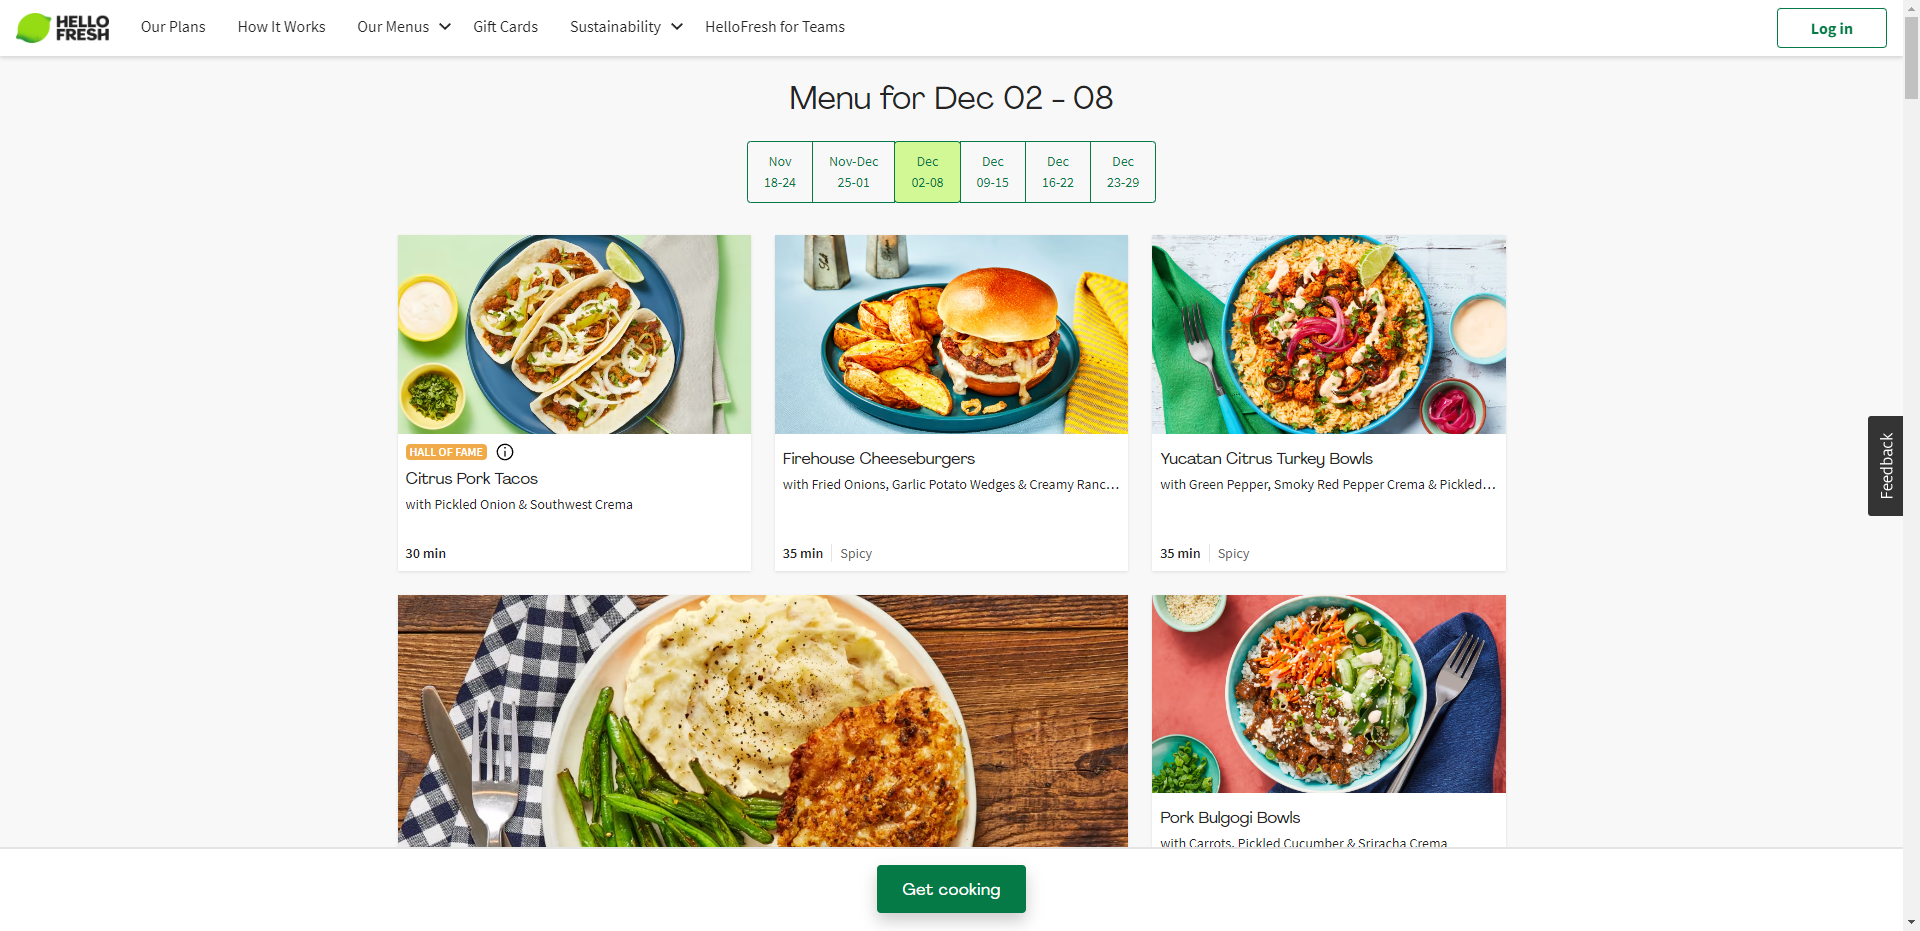 HELLO
FRESH
Our Plans
How It Works
Our Menus
Gift Cards
Sustainability
HelloFresh for Teams
Log in
Menu for Dec 02 - 08
Nov
18-24
Nov-Dec
25-01
Dec
02-08
Dec
09-15
Dec
16-22
Dec
23-29
HALL OF FAME
Citrus Pork Tacos
with Pickled Onion & Southwest Crema
30 min
Firehouse Cheeseburgers
with Fried Onions, Garlic Potato Wedges & Creamy Ranc...
35 min
Spicy
Yucatan Citrus Turkey Bowls
with Green Pepper, Smoky Red Pepper Crema & Pickled...
35 min
Spicy
Feedback
Pork Bulgogi Bowls
with Carrots, Pickled Cucumber & Sriracha Crema
Get cooking